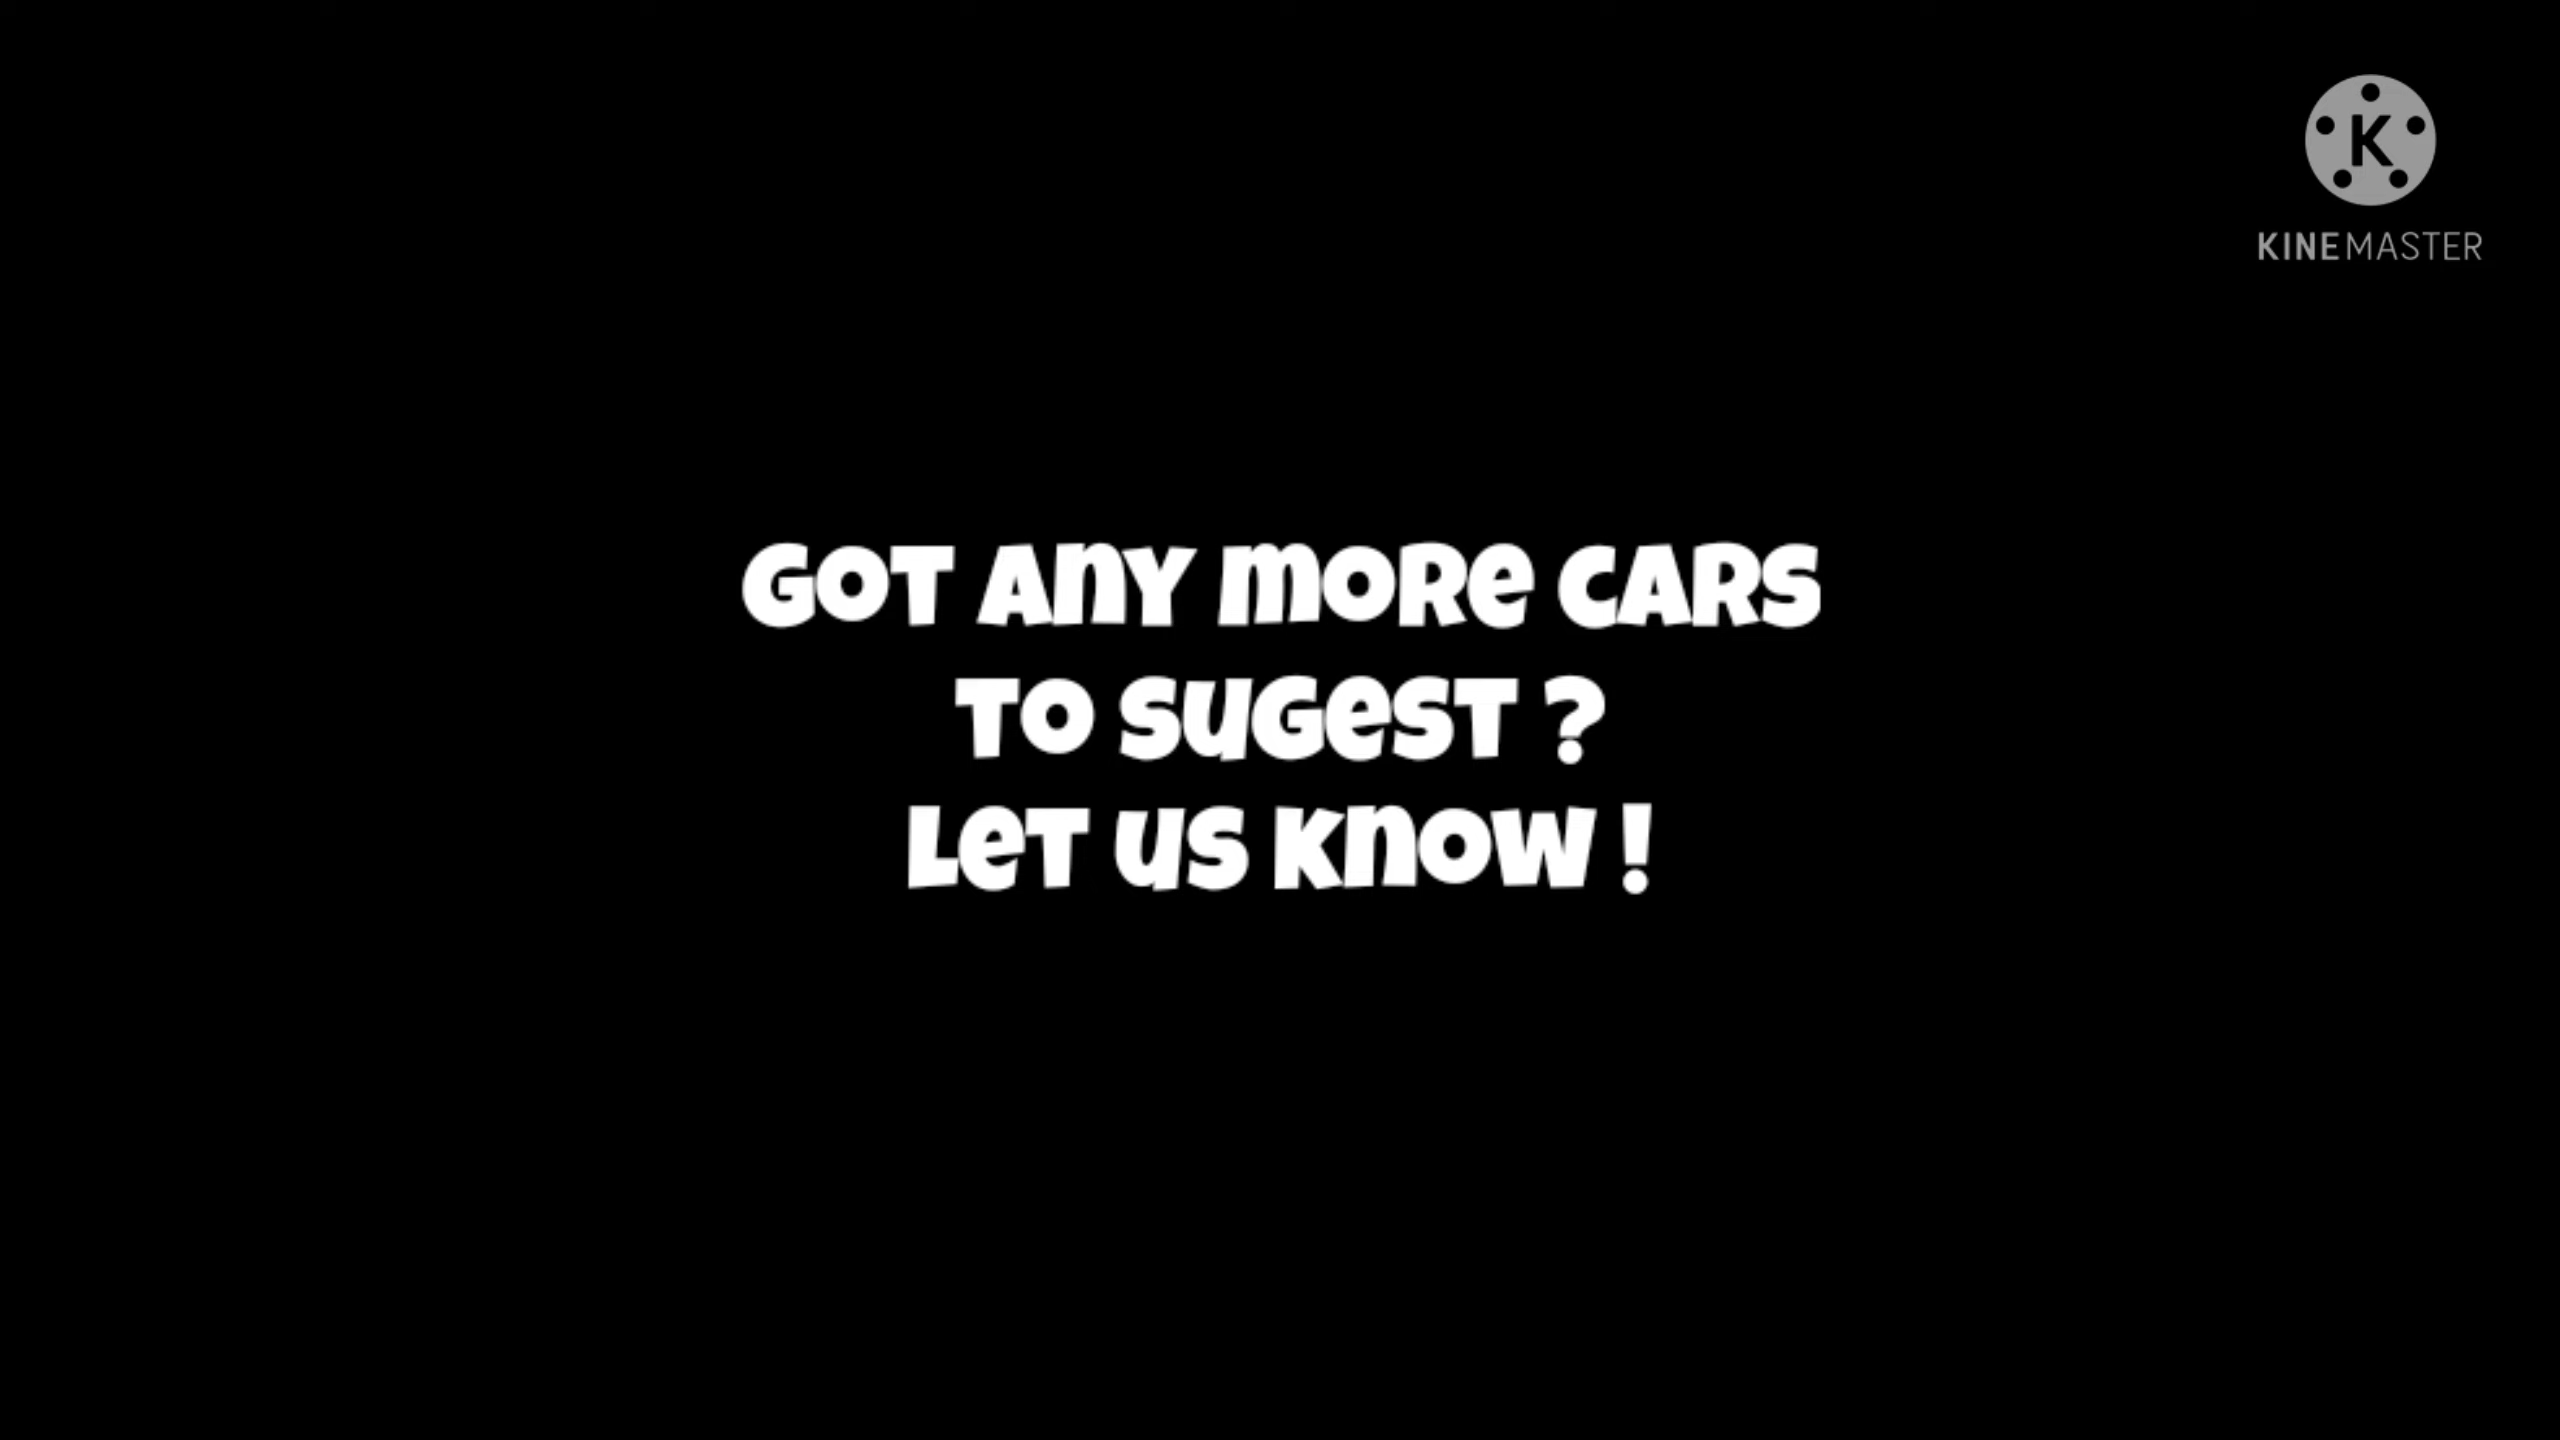 K
KINEMASTER
GOT ANY MORE CARS
TO SUGEST ?
LET US KNOW !